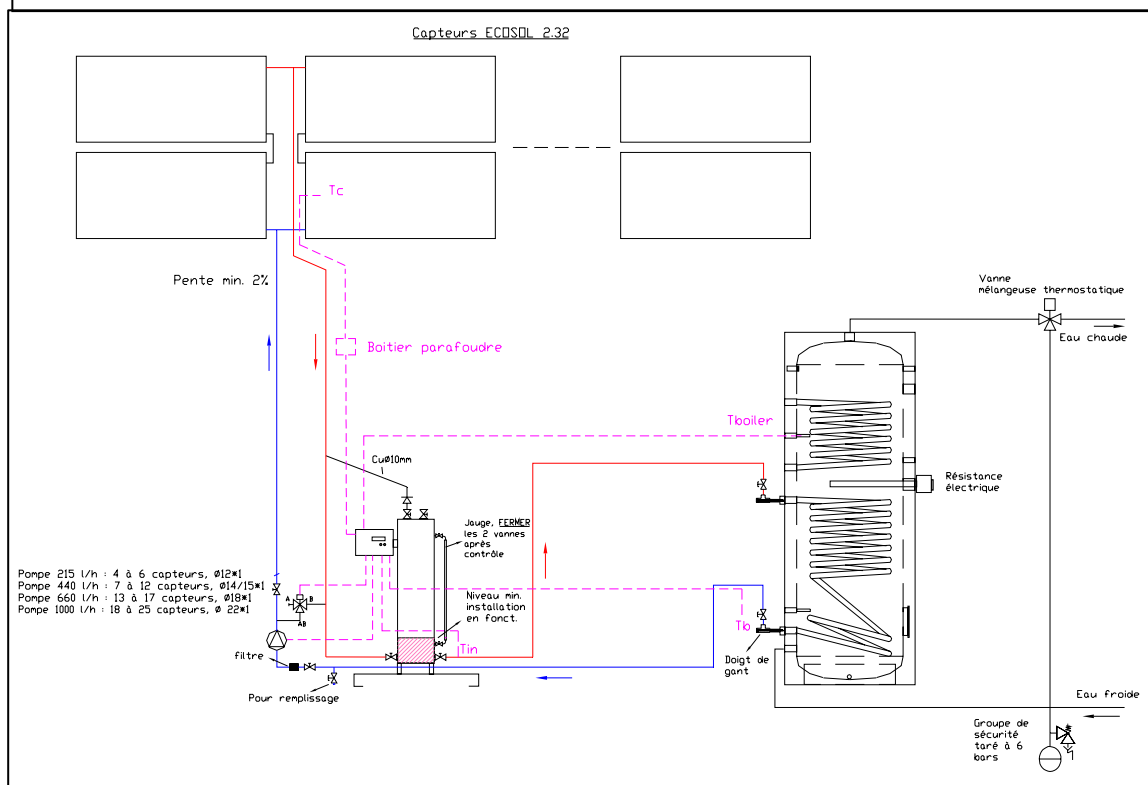 Capteurs ECOSOL 2.32
Tc
Pente min. 2%
Vanne
mélangeuse thermostatique
Eau chaude
Boîtier parafoudre
Tboiler
CuØ10mm
Résistance
électrique
Jauge, FERMER
les 2 vannes
après
contrôle
Pompe 215 l/h : 4 à 6 capteurs, Ø12*1
Pompe 440 l/h : 7 à 12 capteurs, Ø14/15*1
Pompe 660 l/h : 13 à 17 capteurs, Ø18*1
Pompe 1000 l/h : 18 à 25 capteurs, Ø 22*1
A
B
AB
Niveau min.
installation
en fonct.
Tin
Tb
filtre
Doigt de
gant
Pour remplissage
Eau froide
Groupe de
sécurité
taré à 6
bars